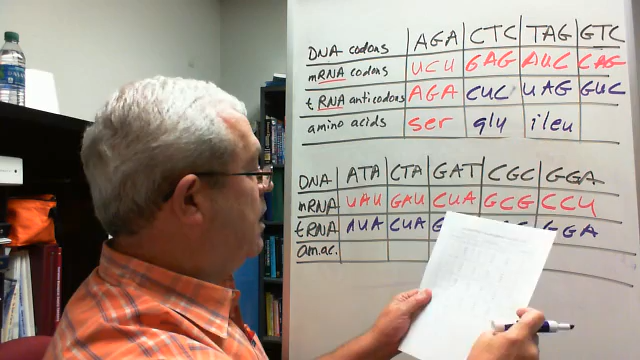 DNA codons AGA CTC TAG GTC
mRNA codons UCU GAG AUC CAG
tRNA anticodons AGA CUC UAG GUC
amino acids ser gly ileu
DNA ATA CTA GAT CGC GGA
mRNA UAU GAU CUA GCG CCU
tRNA AUA CUA GGA
am.ac.